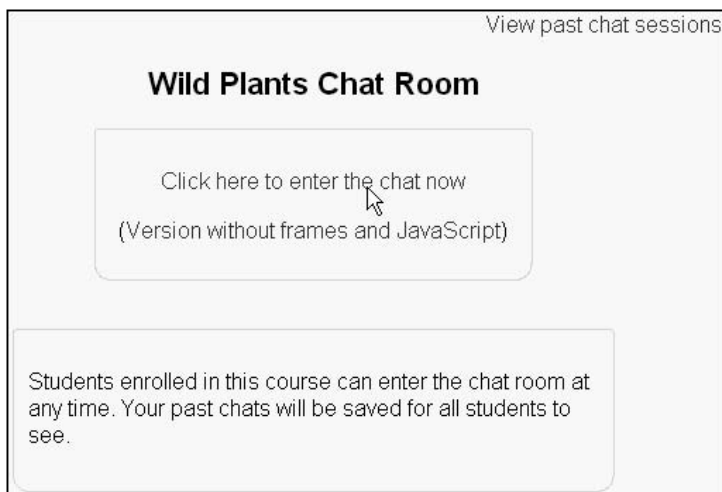 View past chat sessions
Wild Plants Chat Room
Click here to enter the chat now
(Version without frames and JavaScript)
Students enrolled in this course can enter the chat room at
any time. Your past chats will be saved for all students to
see.